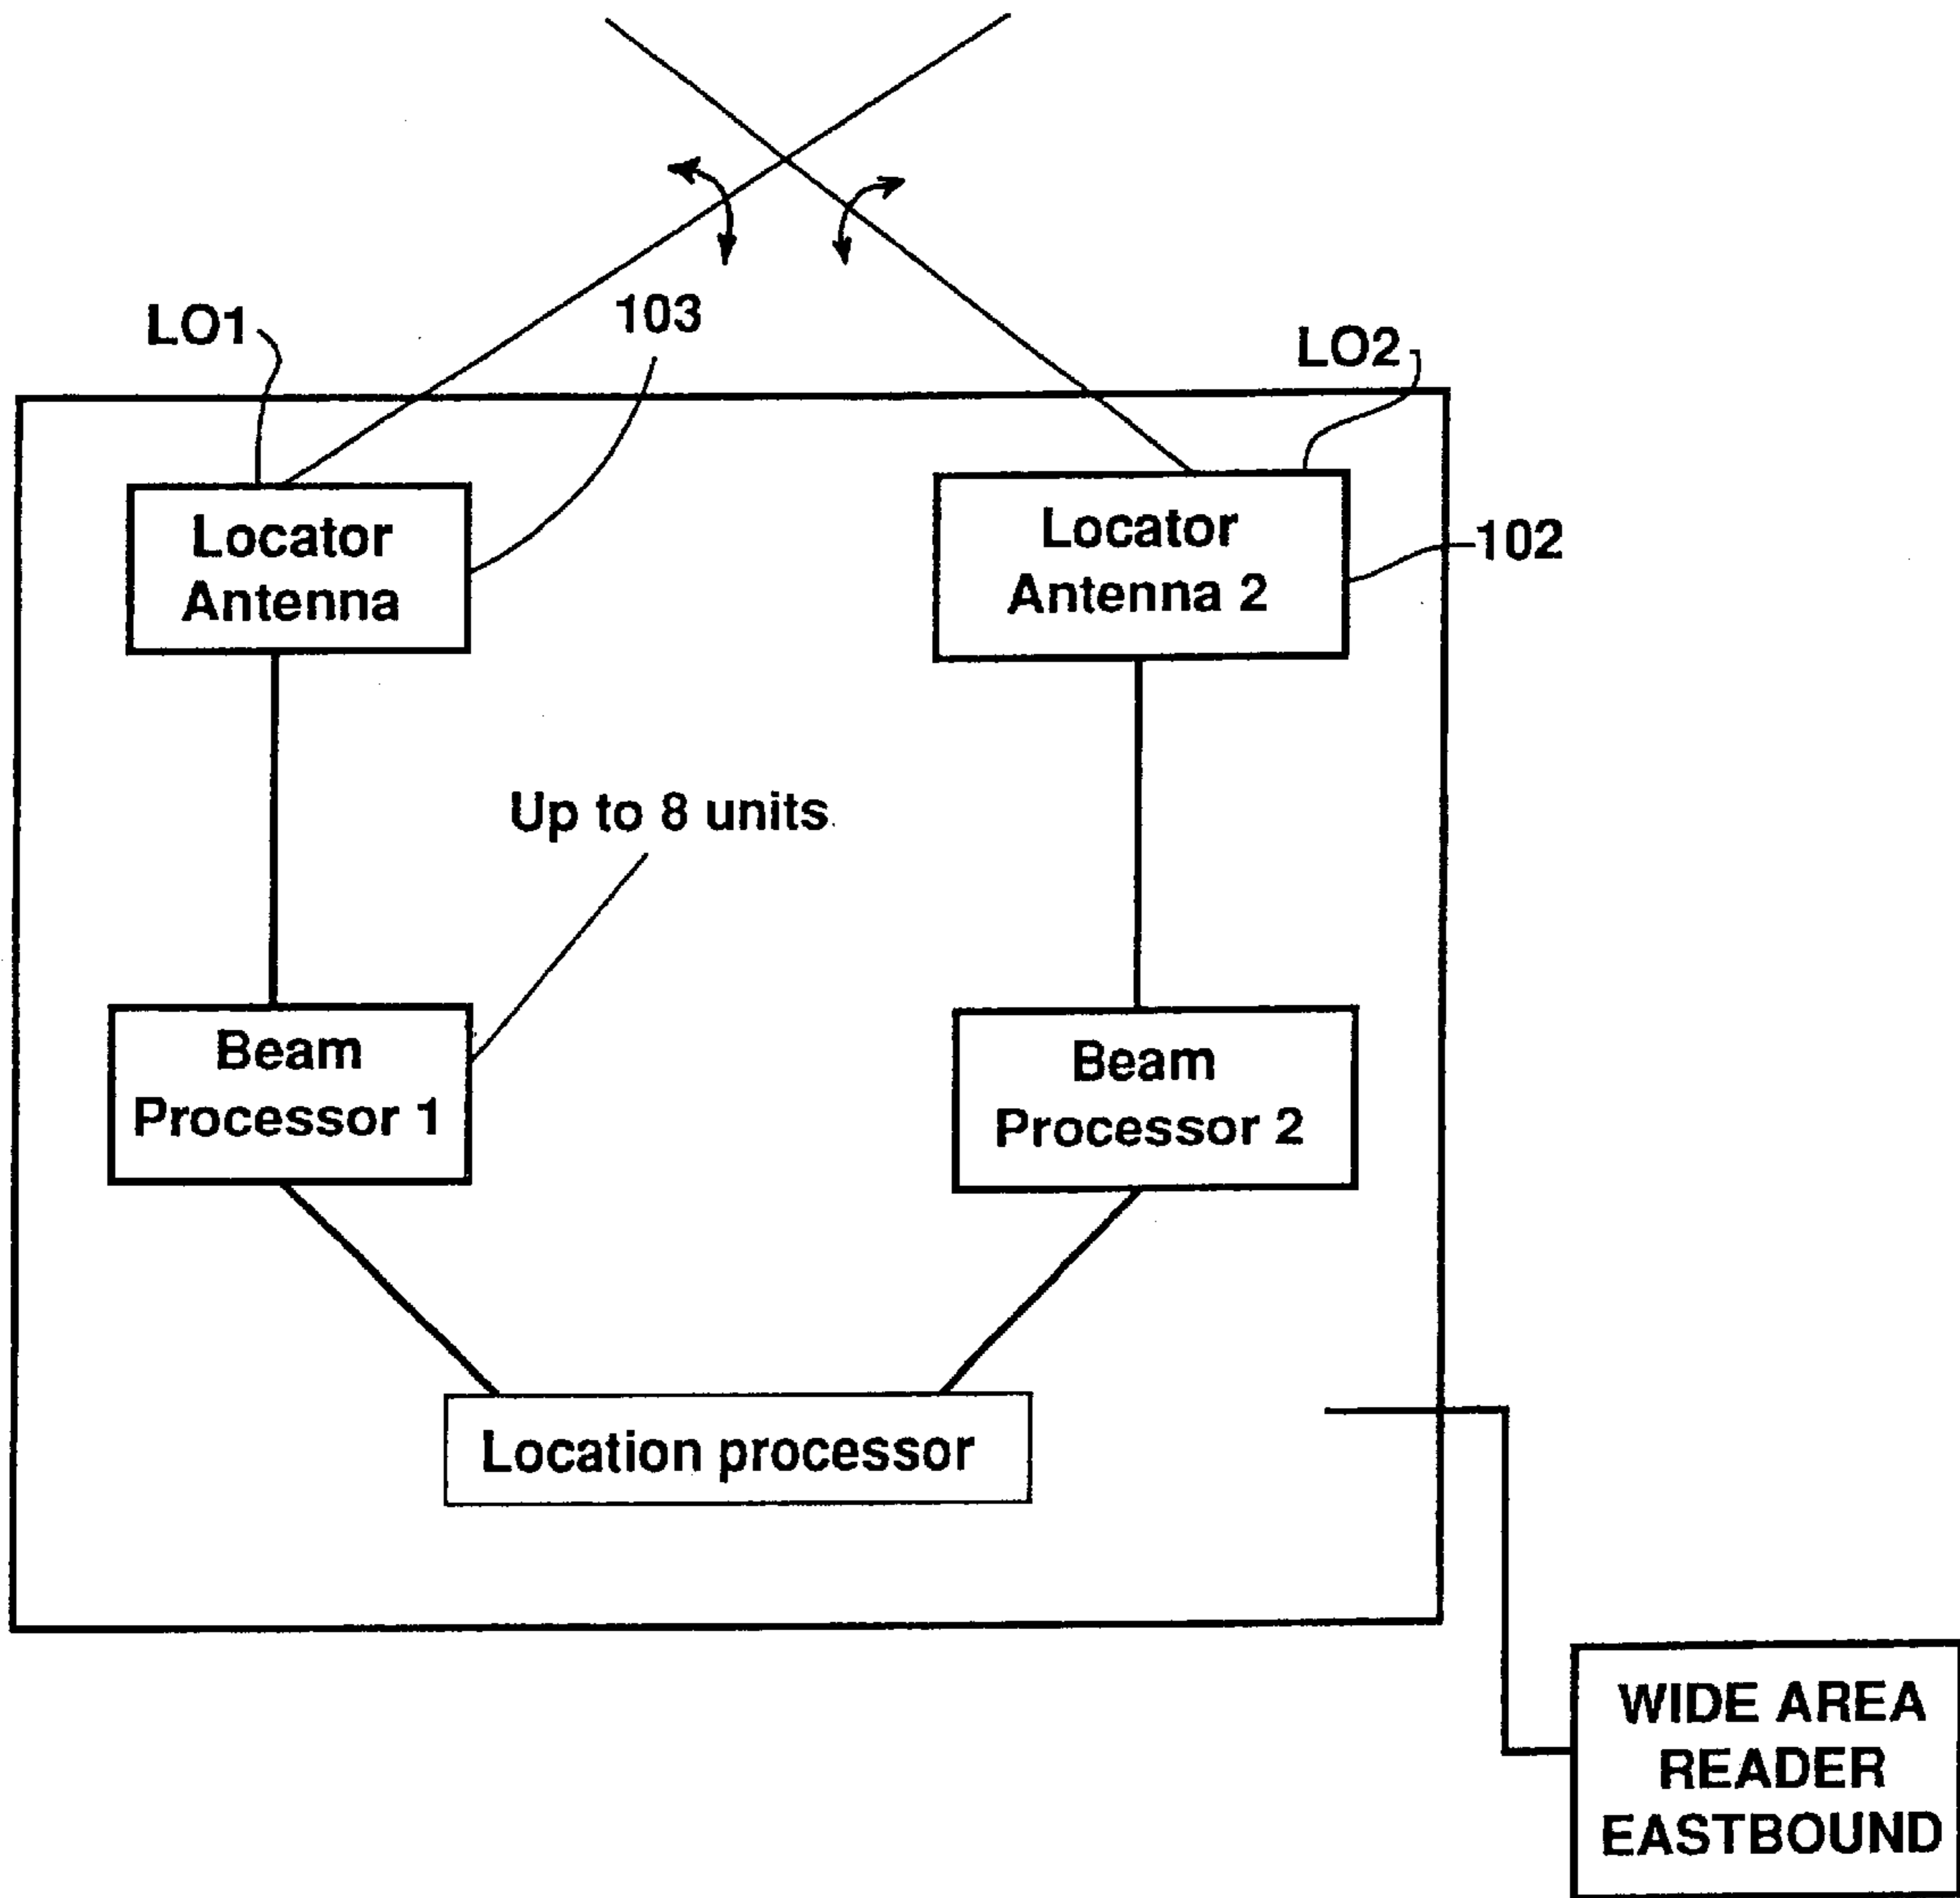 LO1
103
LO2
Locator
Antenna
Locator
Antenna 2
102
Up to 8 units
Beam
Processor 1
Beam
Processor 2
Location processor
WIDE AREA
READER
EASTBOUND